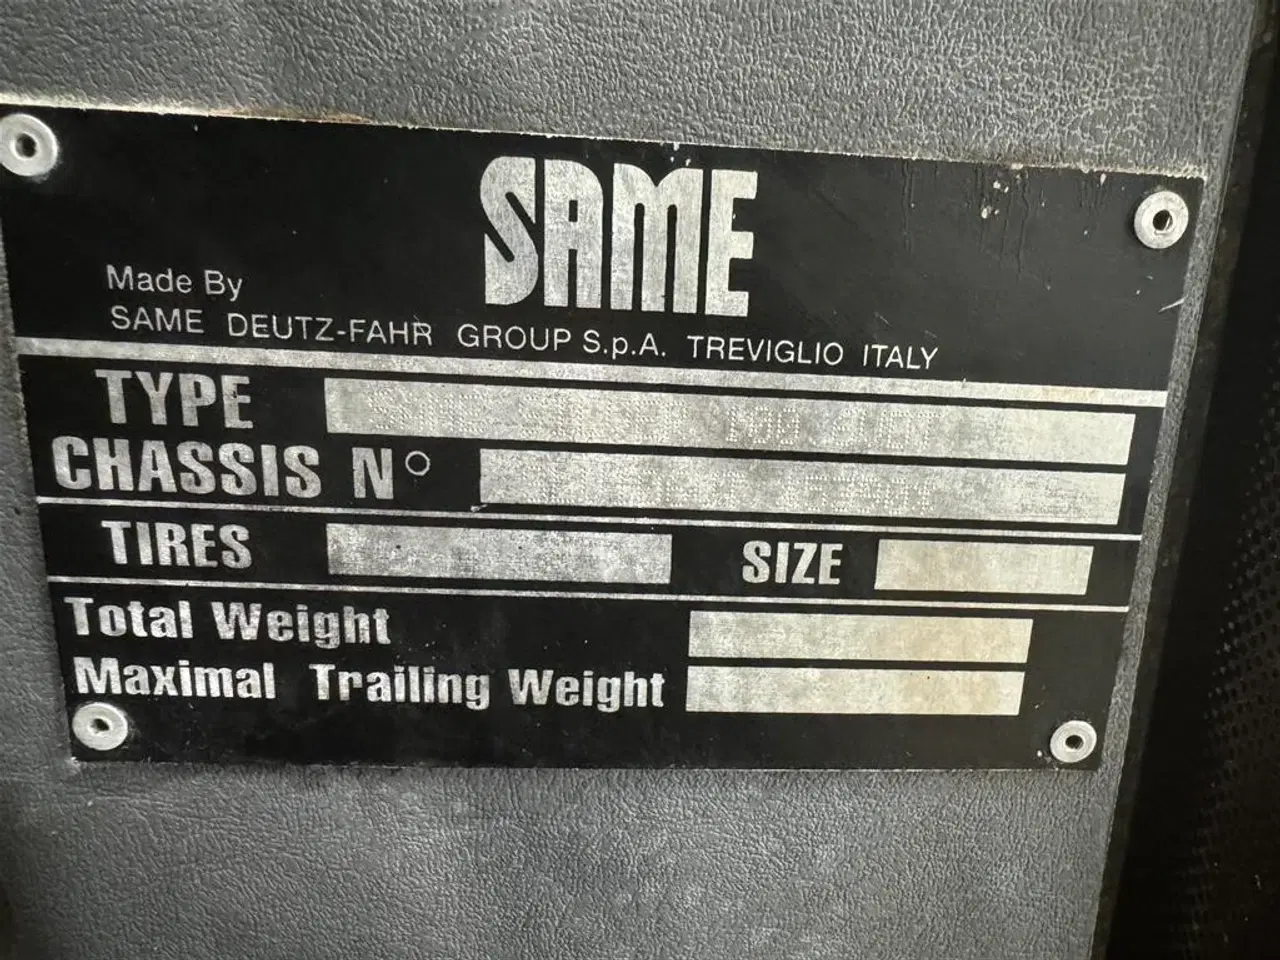 SAME
Made By
SAME DEUTZ-FAHR GROUP S.p.A. TREVIGLIO ITALY
TYPE
CHASSIS N°
TIRES SIZE
Total Weight
Maximal Trailing Weight